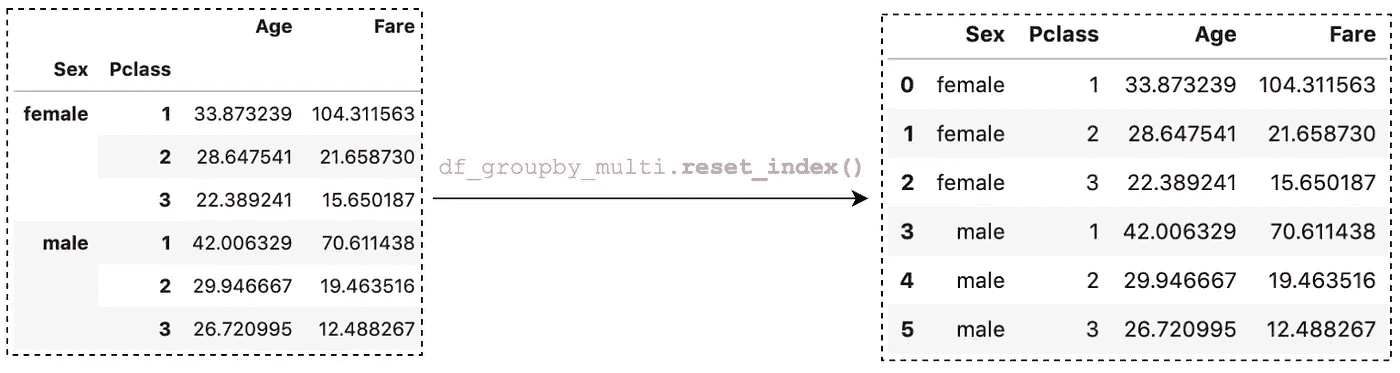 Age Fare
Sex Pclass
female 1 33.873239 104.311563
2 28.647541 21.658730
3 22.389241 15.650187
male 1 42.006329 70.611438
2 29.946667 19.463516
3 26.720995 12.488267
df_groupby_multi.reset_index()
Sex Pclass Age Fare
0 female 1 33.873239 104.311563
1 female 2 28.647541 21.658730
2 female 3 22.389241 15.650187
3 male 1 42.006329 70.611438
4 male 2 29.946667 19.463516
5 male 3 26.720995 12.488267